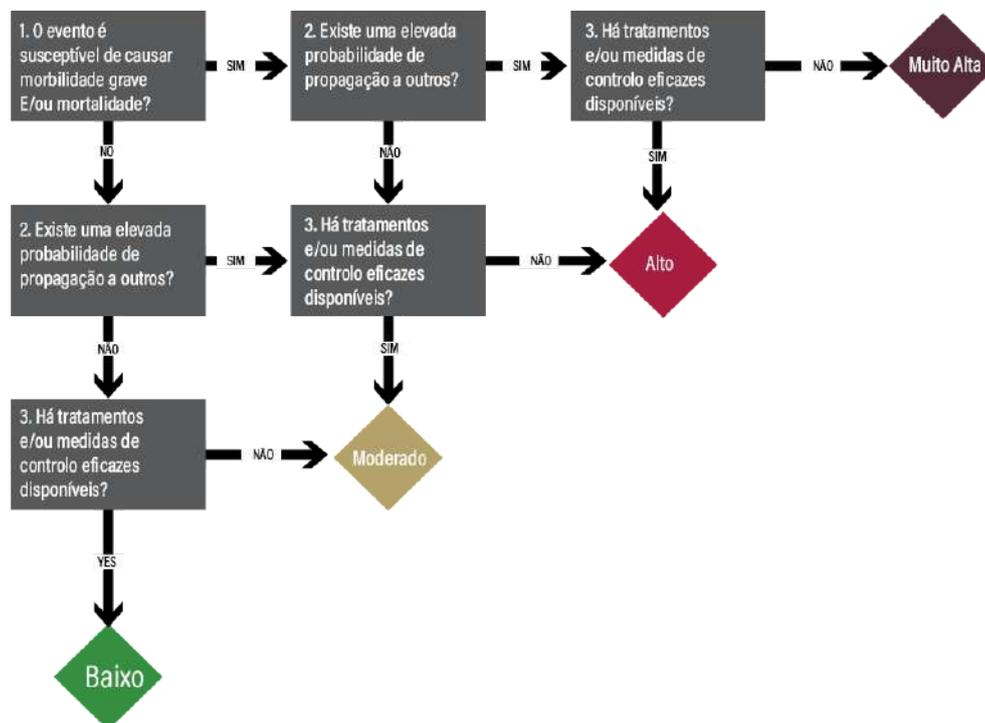 1. O evento é
susceptível de causar
morbilidade grave
E/ou mortalidade?
SIM
2. Existe uma elevada
probabilidade de
propagação a outros?
SIM
3. Há tratamentos
e/ou medidas de
controlo eficazes
disponíveis?
NÃO
Muito Alta
NO
NÃO
SIM
2. Existe uma elevada
probabilidade de
propagação a outros?
SIM
3. Há tratamentos
e/ou medidas de
controlo eficazes
disponíveis?
NÃO
Alto
NÃO
SIM
3. Há tratamentos
e/ou medidas de
controlo eficazes
disponíveis?
NÃO
Moderado
YES
Baixo